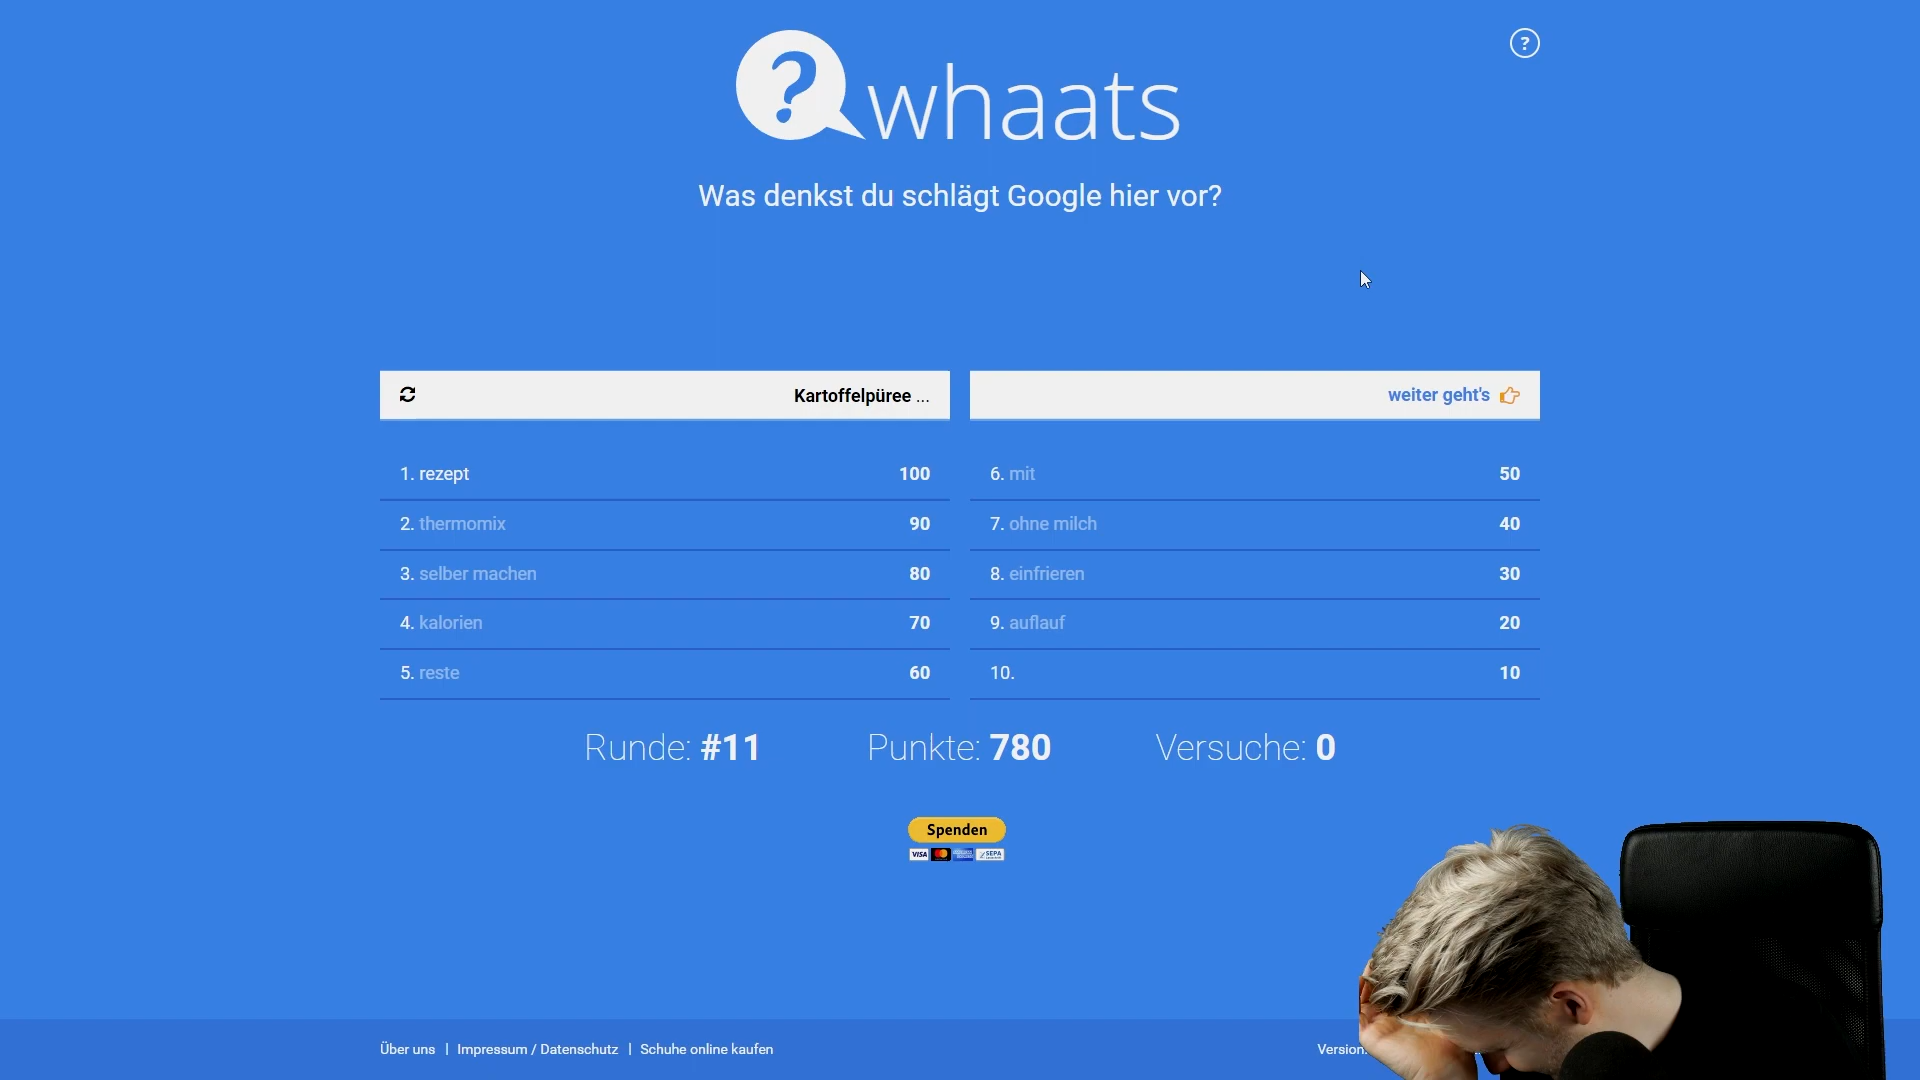 ?
? whaats
Was denkst du schlägt Google hier vor?
Kartoffelpüree ...
weiter geht's
1. rezept 100
2. thermomix 90
3. selber machen 80
4. kalorien 70
5. reste 60
6. mit 50
7. ohne milch 40
8. einfrieren 30
9. auflauf 20
10. 10
Runde: #11 Punkte: 780 Versuche: 0
Spenden
VISA SEPA
Über uns | Impressum / Datenschutz | Schuhe online kaufen
Version: